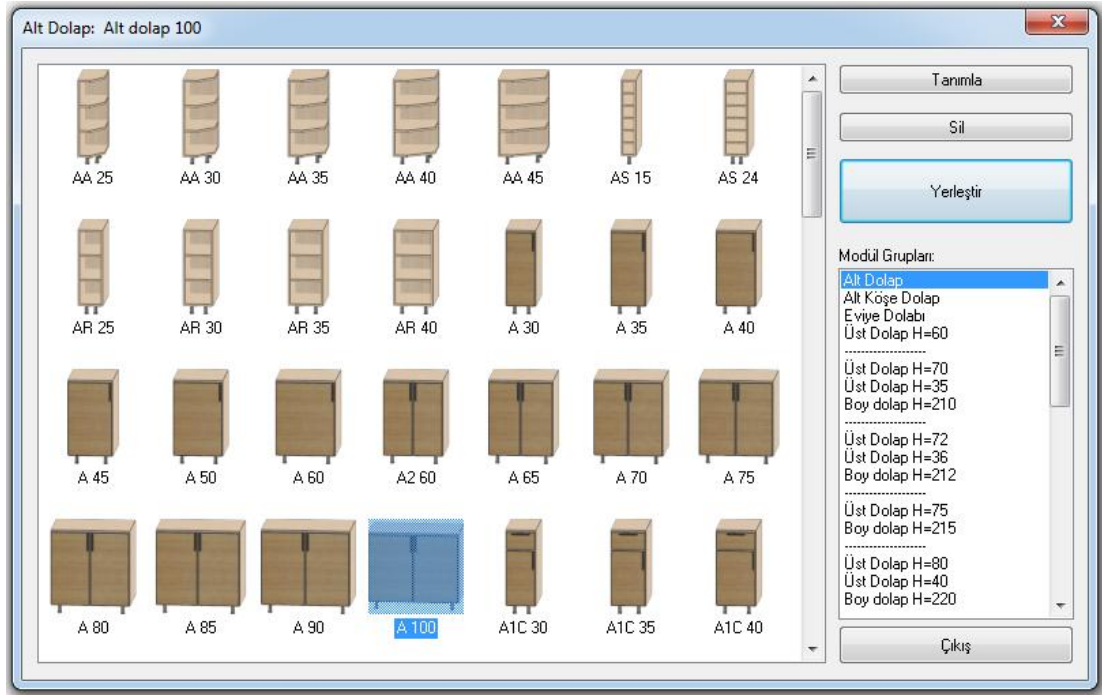 Alt Dolap: Alt dolap 100
AA 25 AA 30 AA 35 AA 40 AA 45 AS 15 AS 24
AR 25 AR 30 AR 35 AR 40 A 30 A 35 A 40
A 45 A 50 A 60 A2 60 A 65 A 70 A 75
A 80 A 85 A 90 A 100 A1C 30 A1C 35 A1C 40
Tanımla
Sil
Yerleştir
Modül Grupları:
Alt Dolap
Alt Köşe Dolap
Eviye Dolabı
Üst Dolap H=60
--------------------
Üst Dolap H=70
Üst Dolap H=35
Boy dolap H=210
--------------------
Üst Dolap H=72
Üst Dolap H=36
Boy dolap H=212
--------------------
Üst Dolap H=75
Boy dolap H=215
--------------------
Üst Dolap H=80
Üst Dolap H=40
Boy dolap H=220
Çıkış